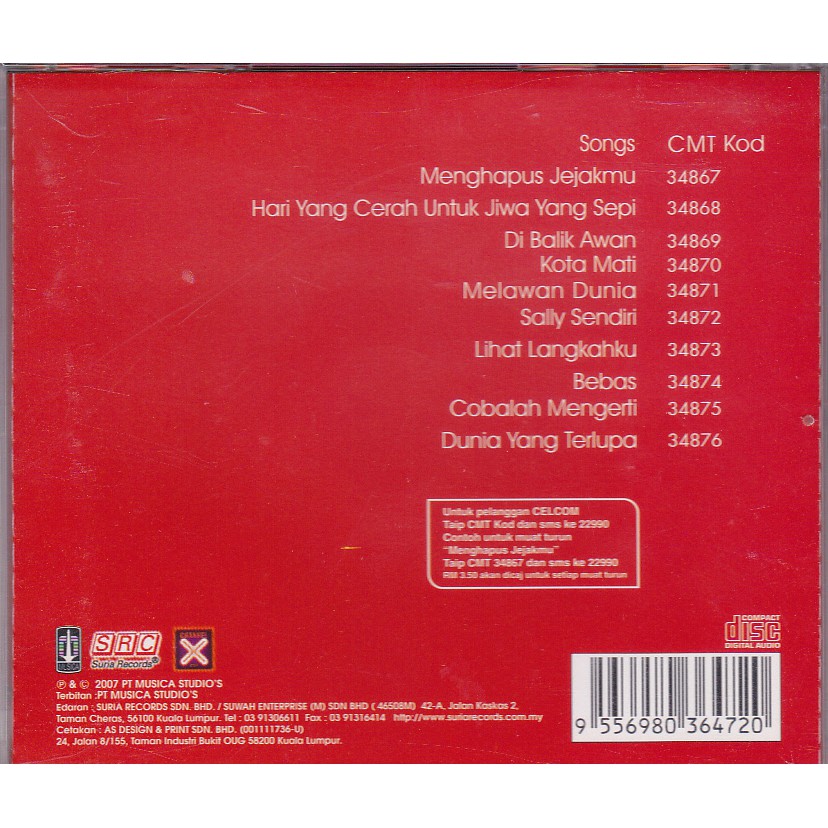 Songs CMT Kod
Menghapus Jejakmu 34867
Hari Yang Cerah Untuk Jiwa Yang Sepi 34868
Di Balik Awan 34869
Kota Mati 34870
Melawan Dunia 34871
Sally Sendiri 34872
Lihat Langkahku 34873
Bebas 34874
Cobalah Mengerti 34875
Dunia Yang Terlupa 34876
Untuk pelanggan CELCOM
Taip CMT Kod dan sms ke 22990
Contoh untuk muat turun
"Menghapus Jejakmu"
Taip CMT 34867 dan sms ke 22990
RM 3.50 akan dicaj untuk setiap muat turun
MUSICA
SRC
Suria Records®
X
COMPACT
disc
DIGITAL AUDIO
℗ & © 2007 PT MUSICA STUDIO'S
Terbitan :PT MUSICA STUDIO'S
Edaran : SURIA RECORDS SDN. BHD. / SUWAH ENTERPRISE (M) SDN BHD ( 46508M) 42-A, Jalan Kaskas 2,
Taman Cheras, 56100 Kuala Lumpur. Tel : 03 91306611 Fax : 03 91316414 http://www.suriarecords.com.my
Cetakan : AS DESIGN & PRINT SDN. BHD. (001111736-U)
24, Jalan 8/155, Taman Industri Bukit OUG 58200 Kuala Lumpur.
9 556980 364720